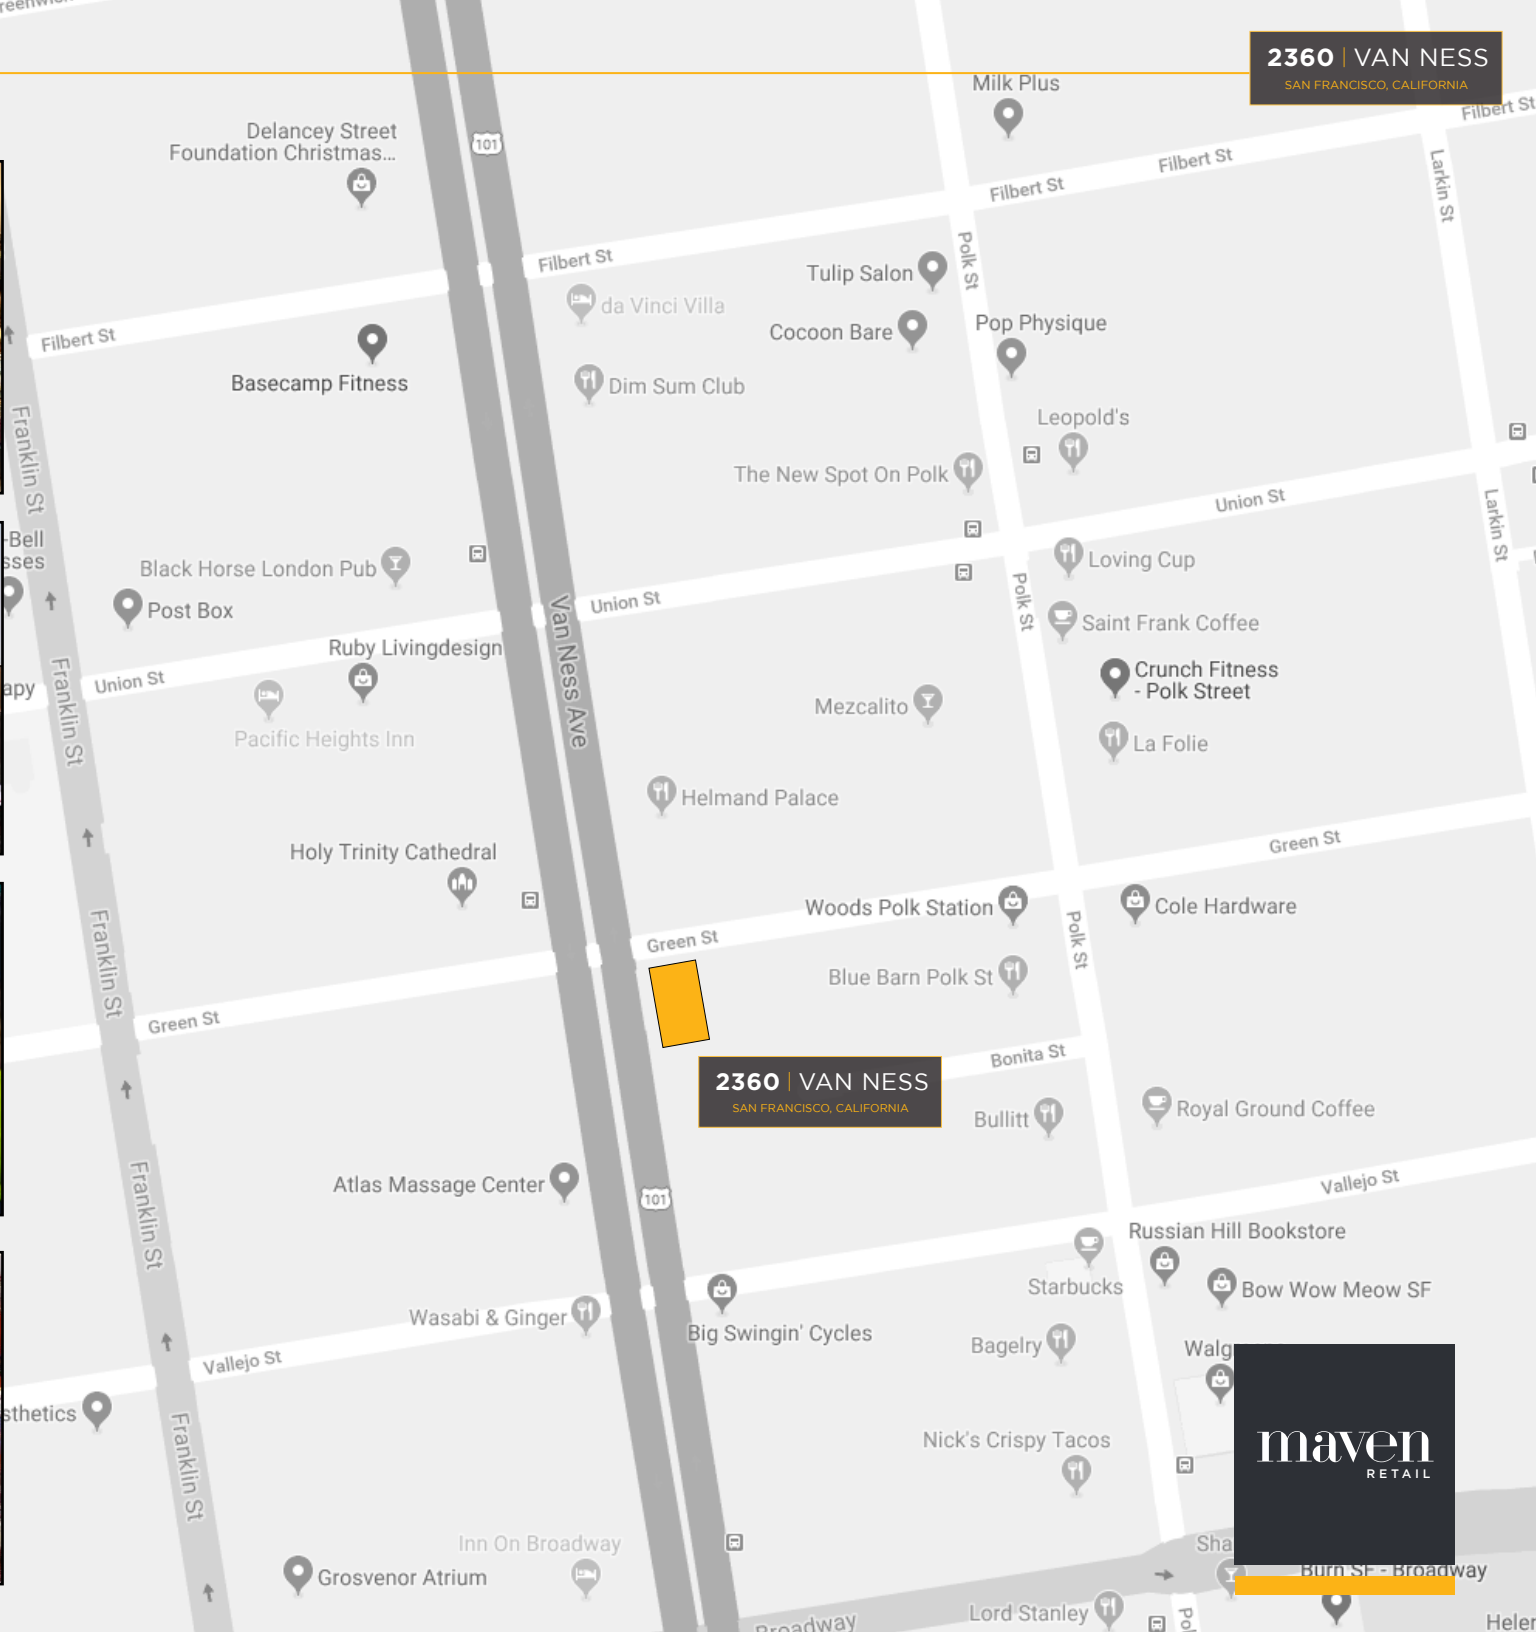 2360 | VAN NESS
SAN FRANCISCO, CALIFORNIA
Milk Plus
Filbert St
Delancey Street
Foundation Christmas...
101
Filbert St
Filbert St
Larkin St
Polk St
Filbert St
Tulip Salon
da Vinci Villa
Cocoon Bare
Pop Physique
Filbert St
Basecamp Fitness
Dim Sum Club
Leopold's
Franklin St
The New Spot On Polk
Union St
Larkin St
-Bell
sses
Black Horse London Pub
Post Box
Loving Cup
Union St
Polk St
Saint Frank Coffee
Van Ness Ave
Ruby Livingdesign
Union St
apy
Franklin St
Crunch Fitness
- Polk Street
Mezcalito
Pacific Heights Inn
La Folie
Helmand Palace
Green St
Holy Trinity Cathedral
Woods Polk Station
Cole Hardware
Polk St
Green St
Franklin St
Blue Barn Polk St
Green St
Bonita St
2360 | VAN NESS
SAN FRANCISCO, CALIFORNIA
Bullitt
Royal Ground Coffee
Atlas Massage Center
101
Vallejo St
Franklin St
Russian Hill Bookstore
Starbucks
Bow Wow Meow SF
Wasabi & Ginger
Big Swingin' Cycles
Bagelry
Walg
Vallejo St
sthetics
Nick's Crispy Tacos
maven
RETAIL
Franklin St
Inn On Broadway
Sha
Grosvenor Atrium
Burn SF - Broadway
Lord Stanley
Broadway
Pol
Heler